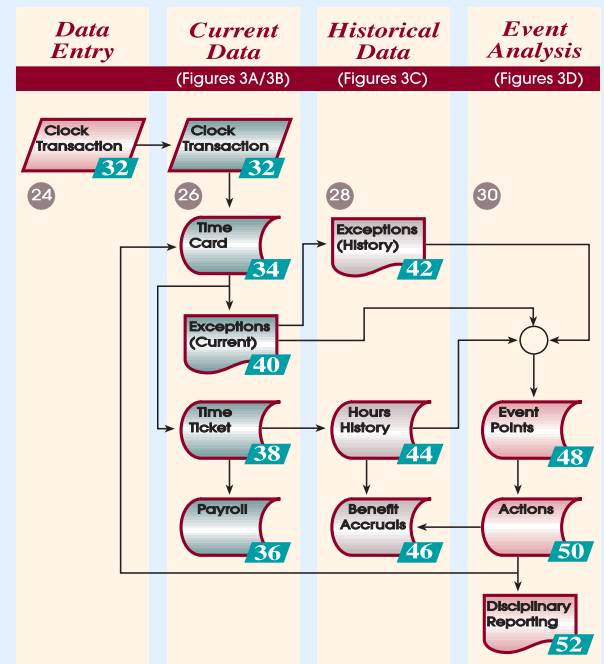 Data
Entry
Current
Data
Historical
Data
Event
Analysis
(Figures 3A/3B)
(Figures 3C)
(Figures 3D)
Clock
Transaction
32
Clock
Transaction
32
24
26
28
30
Time
Card
34
Exceptions
(History)
42
Exceptions
(Current)
40
Time
Ticket
38
Hours
History
44
Event
Points
48
Payroll
36
Benefit
Accruals
46
Actions
50
Disciplinary
Reporting
52